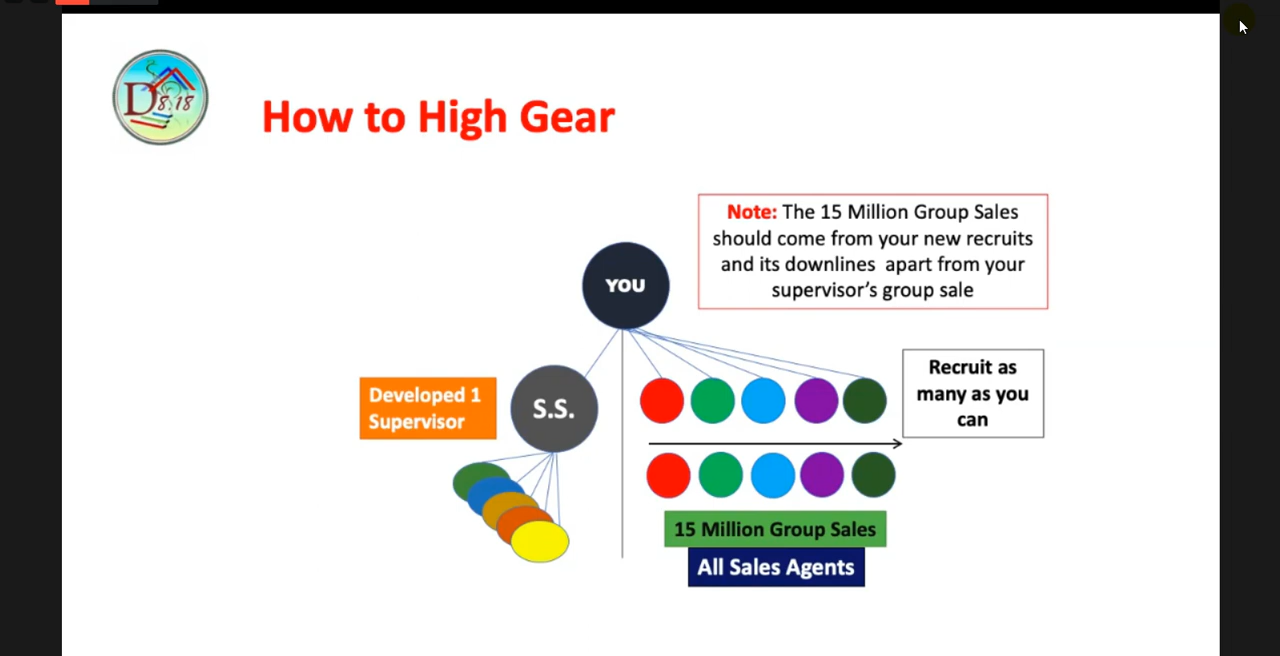 D8:18
How to High Gear
Note: The 15 Million Group Sales
should come from your new recruits
and its downlines apart from your
supervisor’s group sale
YOU
Recruit as
many as you
can
Developed 1
Supervisor
S.S.
15 Million Group Sales
All Sales Agents